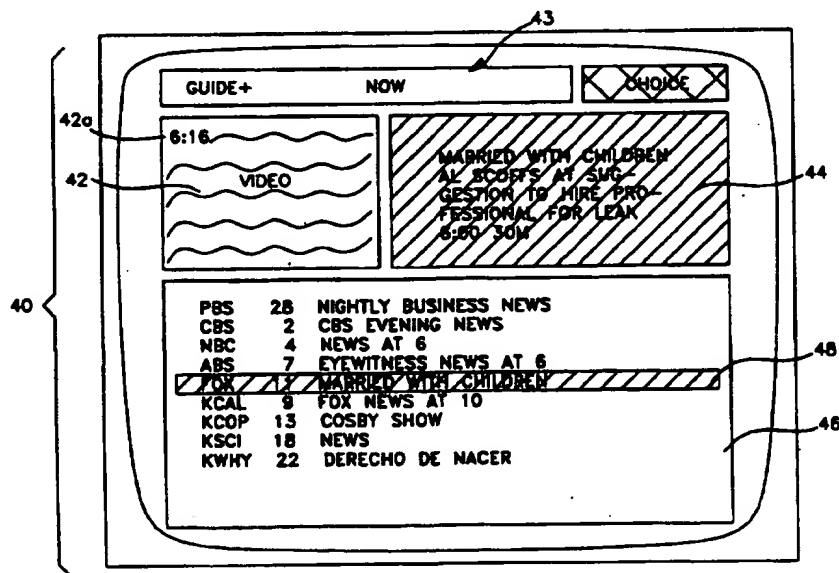 43
GUIDE+ NOW CHOICE
42a
6:16
42
VIDEO
MARRIED WITH CHILDREN
AL SCOFFS AT SUG-
GESTION TO HIRE PRO-
FESSIONAL FOR LEAK
6:00 30M
44
40
PBS 28 NIGHTLY BUSINESS NEWS
CBS 2 CBS EVENING NEWS
NBC 4 NEWS AT 6
ABS 7 EYEWITNESS NEWS AT 6
48
FOX 11 MARRIED WITH CHILDREN
KCAL 9 FOX NEWS AT 10
KCOP 13 COSBY SHOW
46
KSCI 18 NEWS
KWHY 22 DERECHO DE NACER